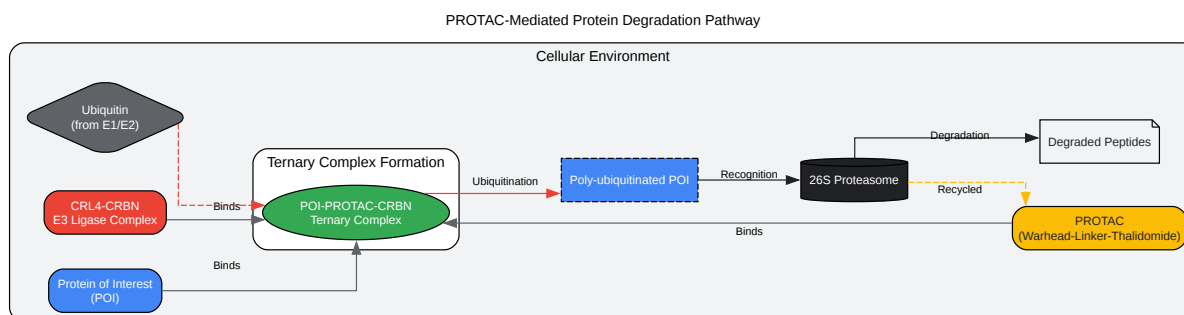 PROTAC-Mediated Protein Degradation Pathway
Cellular Environment
Ubiquitin
(from E1/E2)
Ternary Complex Formation
CRL4-CRBN
E3 Ligase Complex
Binds
POI-PROTAC-CRBN
Ternary Complex
Ubiquitination
Poly-ubiquitinated POI
Recognition
26S Proteasome
Degradation
Degraded Peptides
Recycled
PROTAC
(Warhead-Linker-Thalidomide)
Binds
Binds
Protein of Interest
(POI)